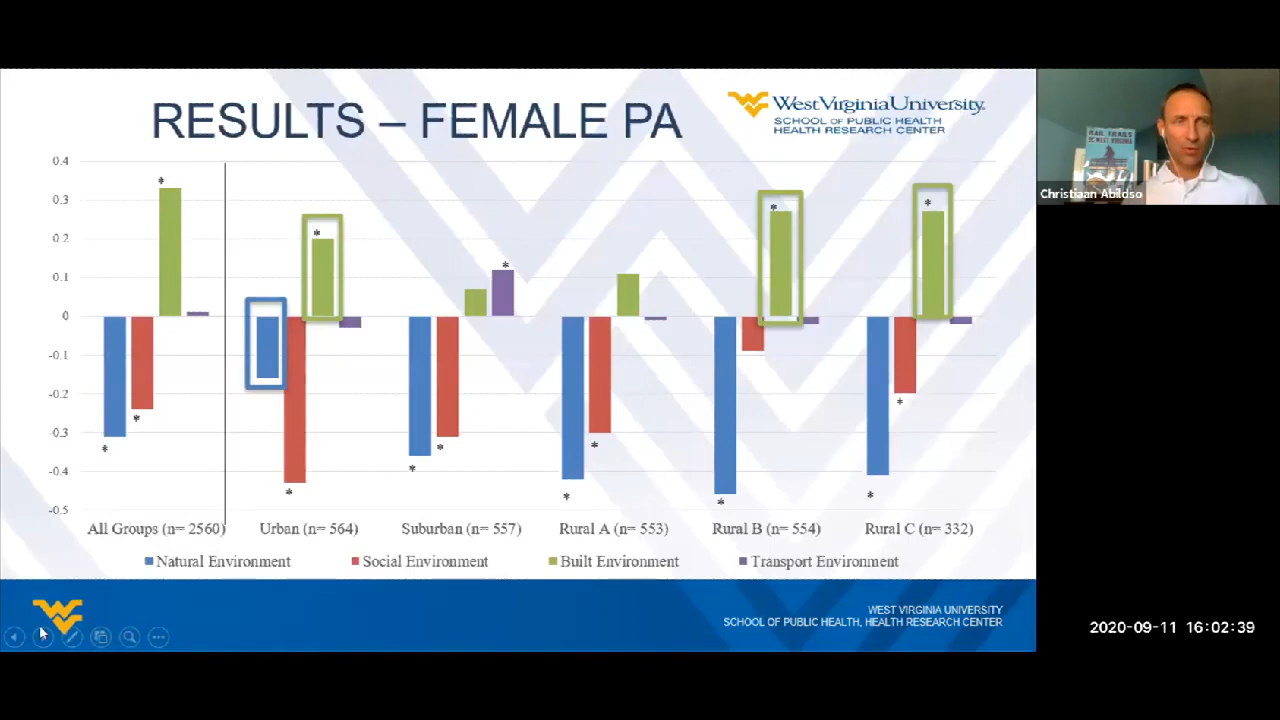 RESULTS – FEMALE PA
WestVirginiaUniversity.
SCHOOL OF PUBLIC HEALTH
HEALTH RESEARCH CENTER
Christiaan Abildso
0.4
0.3
0.2
0.1
0
-0.1
-0.2
-0.3
-0.4
-0.5
* * * * * * * * * * * * * * *
All Groups (n= 2560) Urban (n= 564) Suburban (n= 557) Rural A (n= 553) Rural B (n= 554) Rural C (n= 332)
Natural Environment Social Environment Built Environment Transport Environment
WEST VIRGINIA UNIVERSITY
SCHOOL OF PUBLIC HEALTH, HEALTH RESEARCH CENTER
2020-09-11 16:02:39